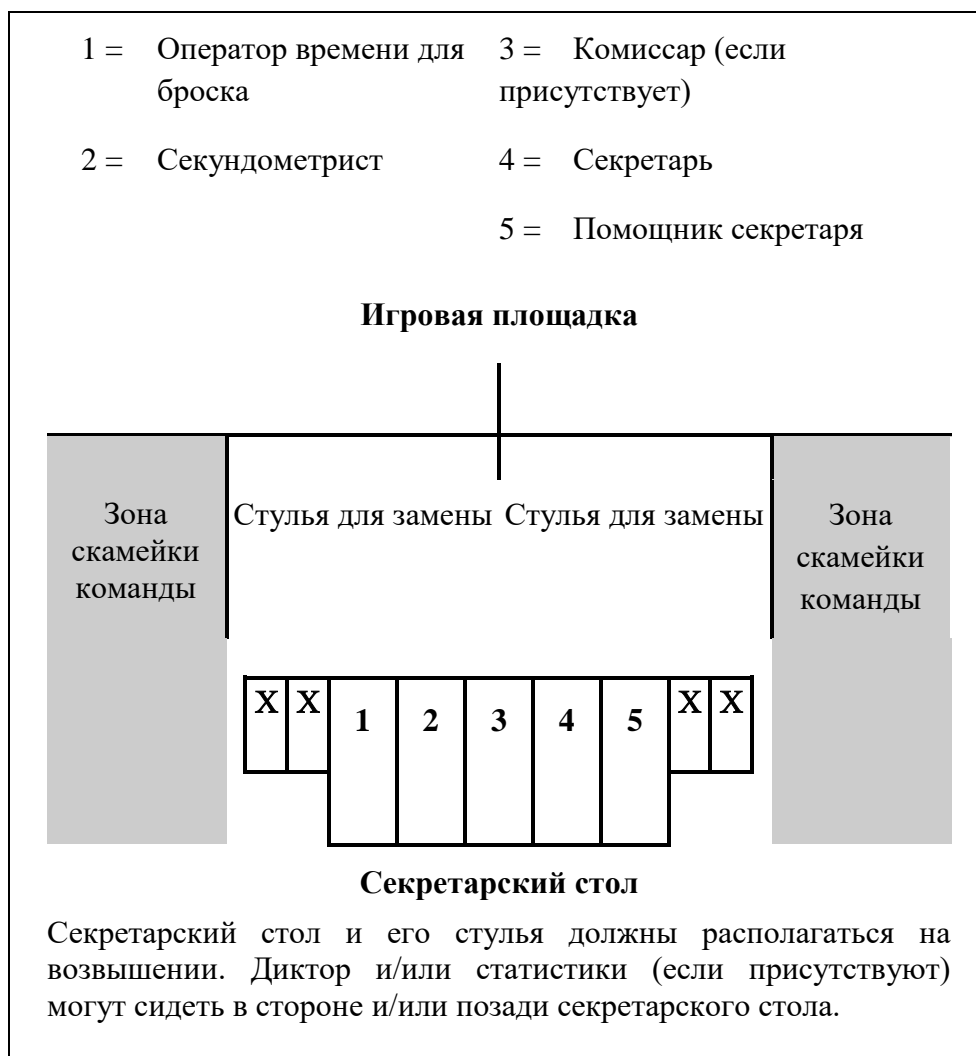 1 = Оператор времени для 3 = Комиссар (если
броска присутствует)
2 = Секундометрист 4 = Секретарь
5 = Помощник секретаря
Игровая площадка
Зона Стулья для замены Стулья для замены Зона
скамейки скамейки
команды команды
X X 1 2 3 4 5 X X
Секретарский стол
Секретарский стол и его стулья должны располагаться на
возвышении. Диктор и/или статистики (если присутствуют)
могут сидеть в стороне и/или позади секретарского стола.